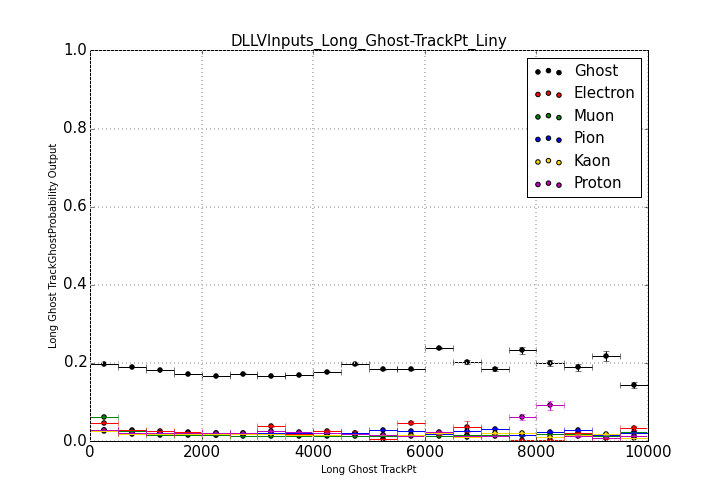 DLLVInputs_Long_Ghost-TrackPt_Liny
1.0
0.8
0.6
0.4
0.2
0.0
Long Ghost TrackGhostProbability Output
Ghost
Electron
Muon
Pion
Kaon
Proton
0 2000 4000 6000 8000 10000
Long Ghost TrackPt